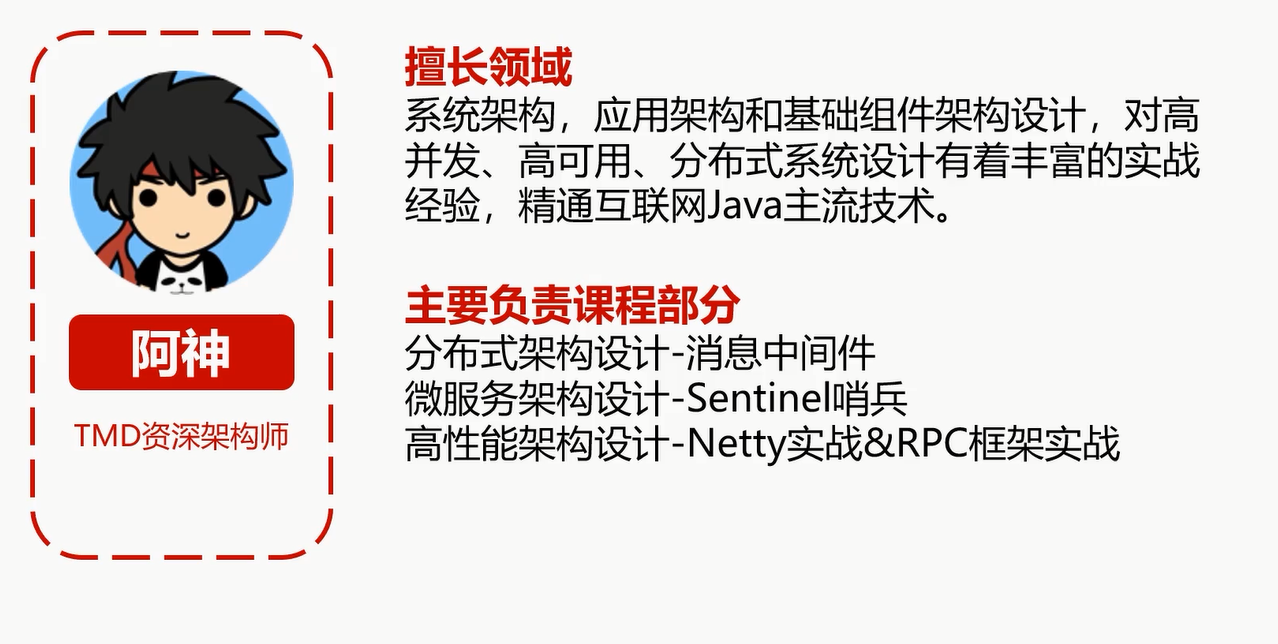 阿神
TMD资深架构师
擅长领域
系统架构，应用架构和基础组件架构设计，对高
并发、高可用、分布式系统设计有着丰富的实战
经验，精通互联网Java主流技术。
主要负责课程部分
分布式架构设计-消息中间件
微服务架构设计-Sentinel哨兵
高性能架构设计-Netty实战&RPC框架实战